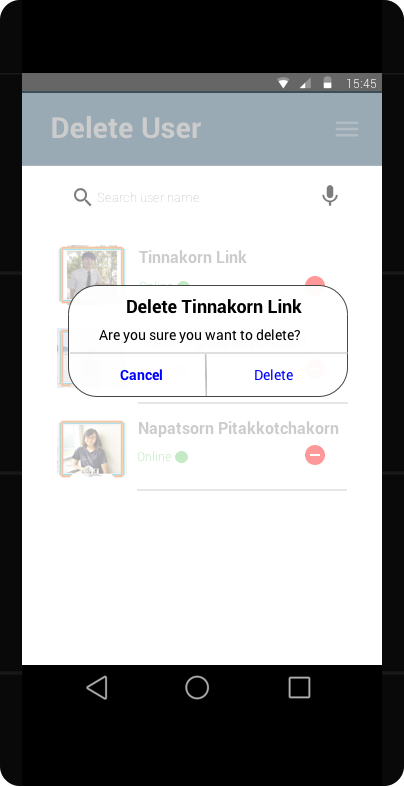 15:45
Delete User
Search user name
Tinnakorn Link
Online
Delete Tinnakorn Link
Are you sure you want to delete?
Cancel Delete
Napatsorn Pitakkotchakorn
Online